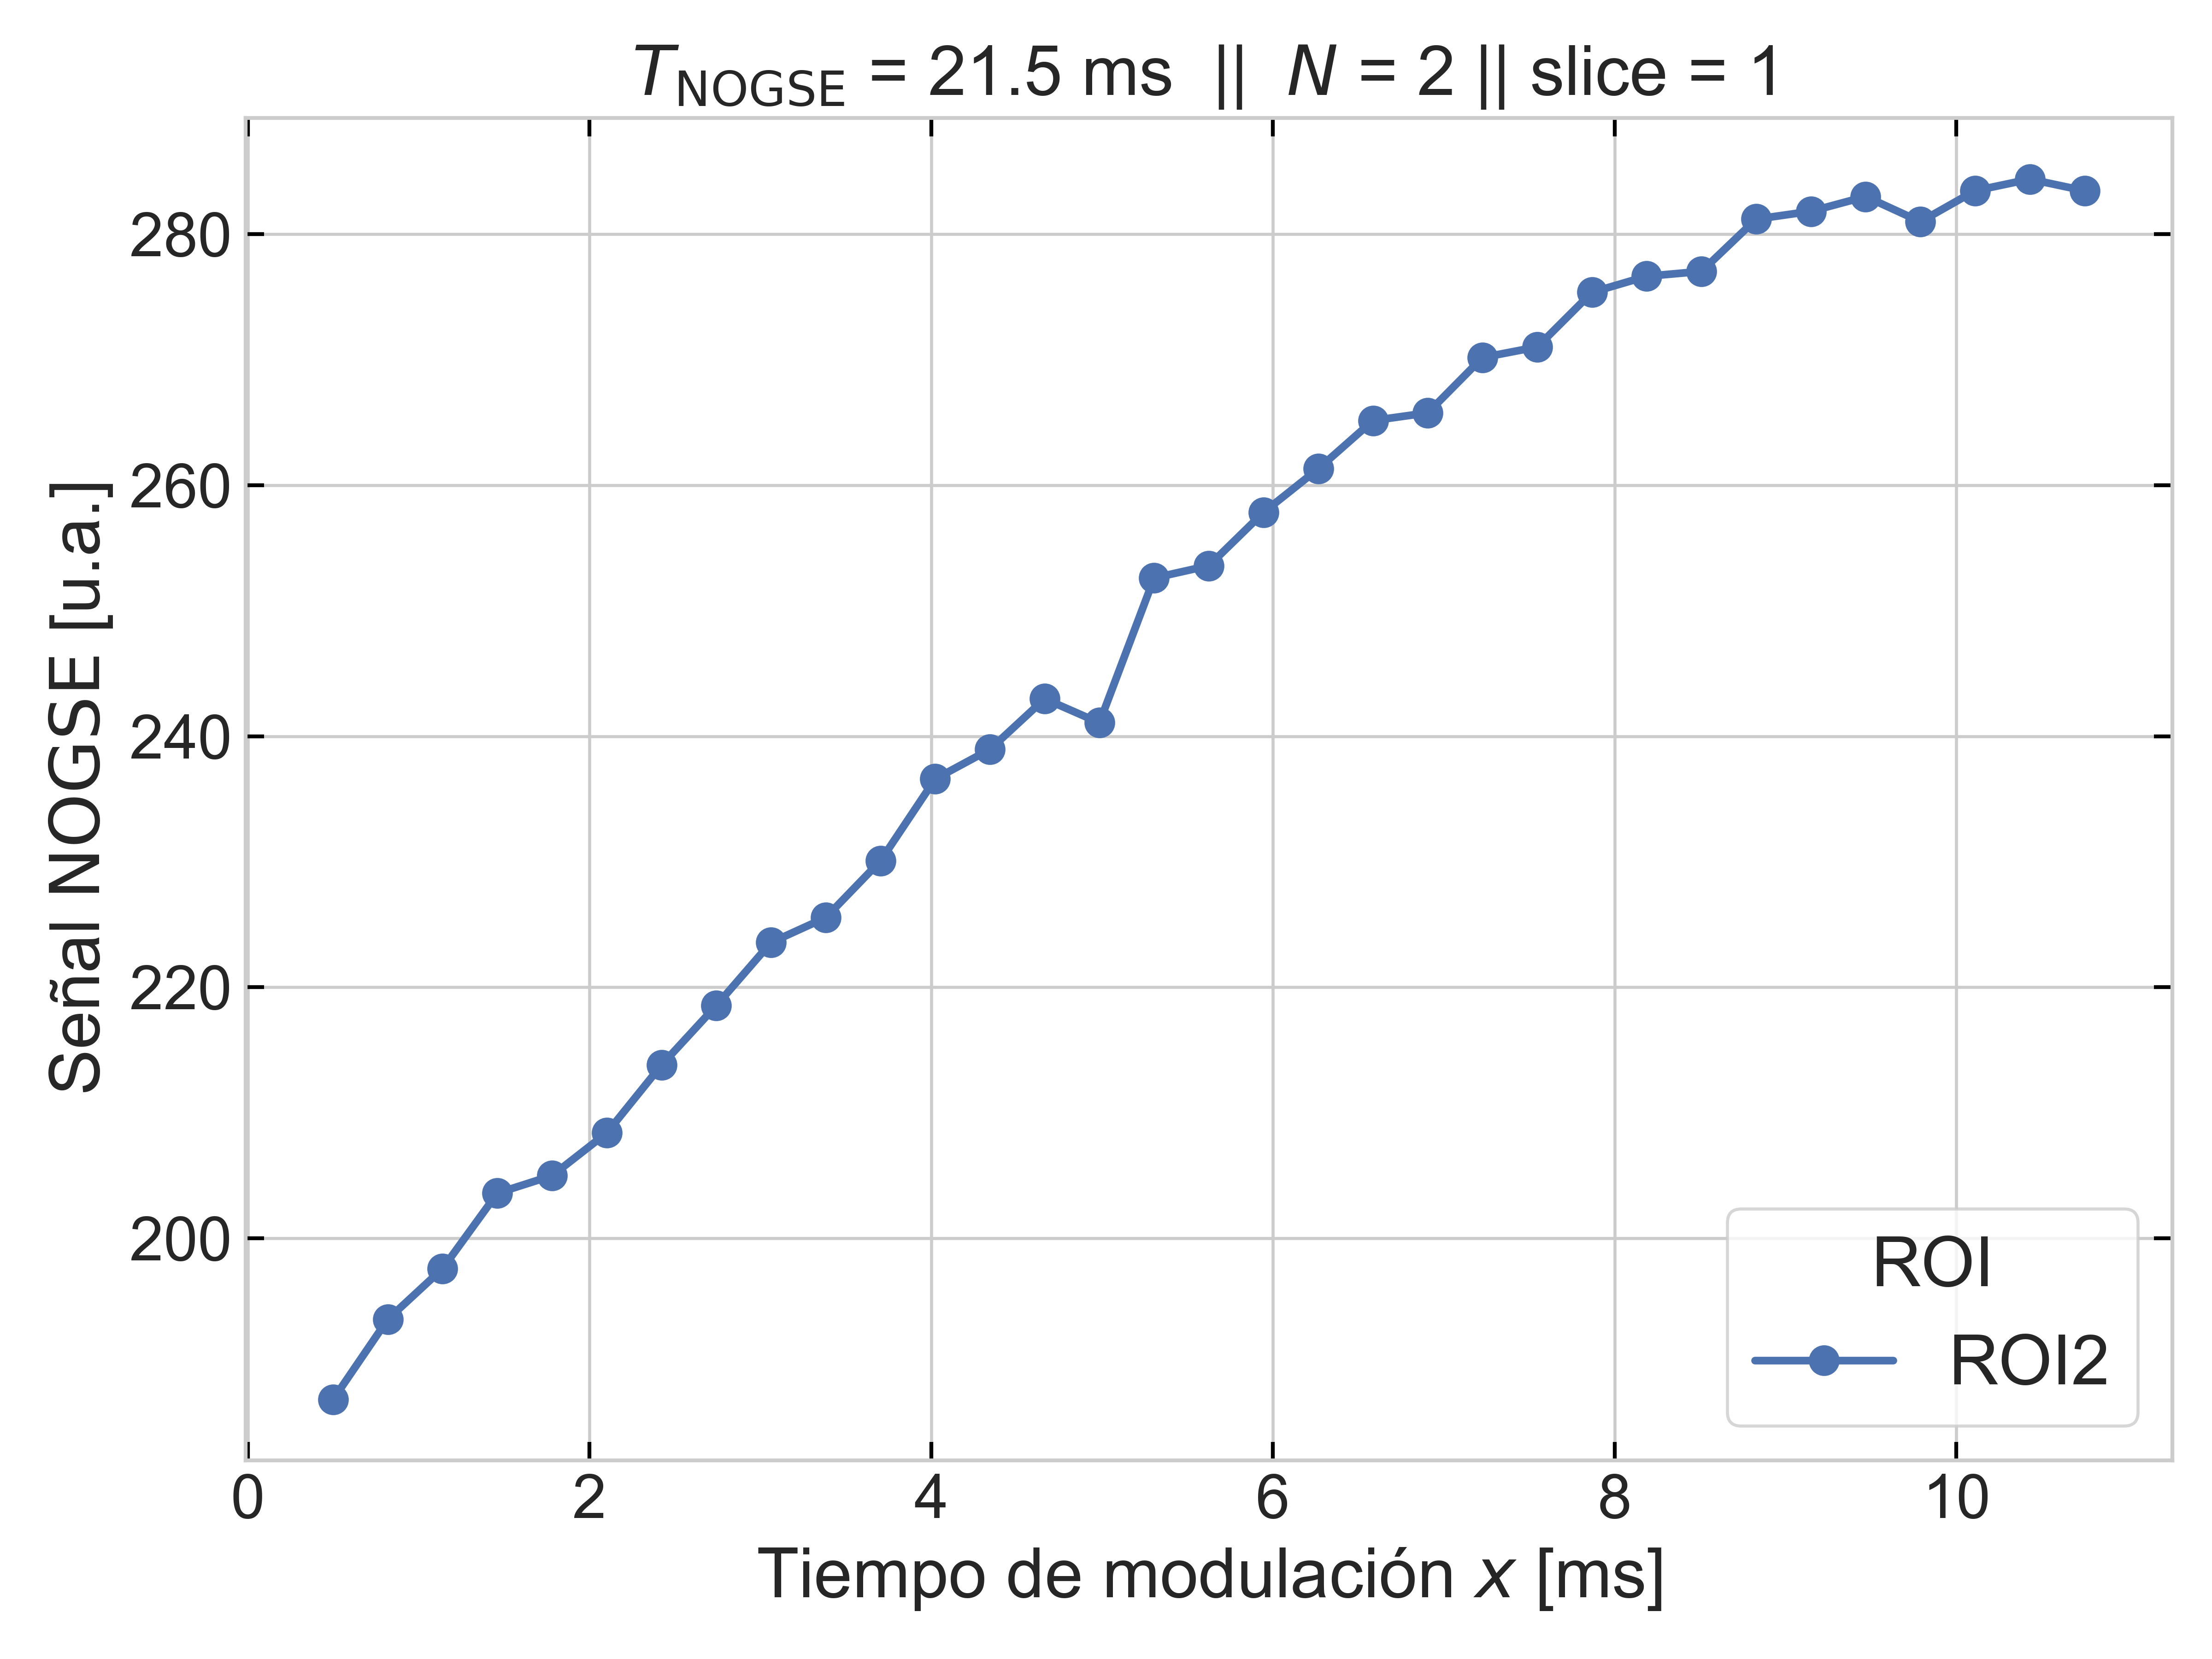 T_NOGSE = 21.5 ms || N = 2 || slice = 1
Señal NOGSE [u.a.]
280
260
240
220
200
0 2 4 6 8 10
Tiempo de modulación x [ms]
ROI
ROI2